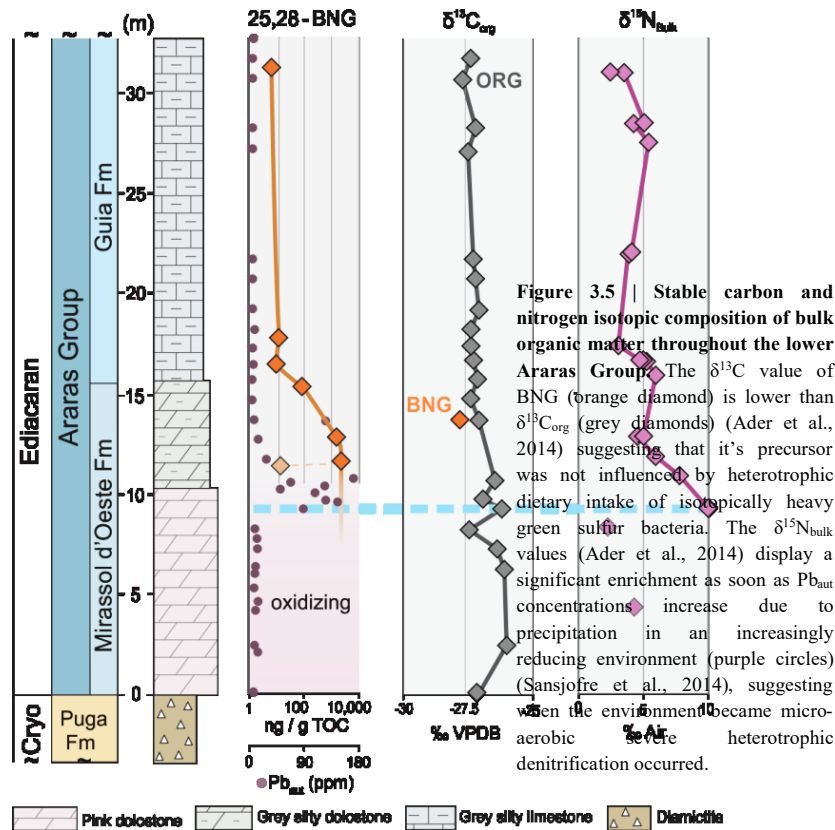 (m)
25,28-BNG
δ¹³Corg
δ¹⁵NBulk
30
25
20
15
10
5
0
Ediacaran
Cryo
Araras Group
Guia Fm
Mirassol d'Oeste Fm
Puga
Fm
ORG
BNG
oxidizing
1 100 10,000
ng / g TOC
0 90 180
Pbaut (ppm)
-30 -27.5 -25
‰ VPDB
0 5 10
‰ Air
Figure 3.5 | Stable carbon and
nitrogen isotopic composition of bulk
organic matter throughout the lower
Araras Group. The δ¹³C value of
BNG (orange diamond) is lower than
δ¹³Corg (grey diamonds) (Ader et al.,
2014) suggesting that it's precursor
was not influenced by heterotrophic
dietary intake of isotopically heavy
green sulfur bacteria. The δ¹⁵Nbulk
values (Ader et al., 2014) display a
significant enrichment as soon as Pbaut
concentrations increase due to
precipitation in an increasingly
reducing environment (purple circles)
(Sansjofre et al., 2014), suggesting
when the environment became micro-
aerobic severe heterotrophic
denitrification occurred.
Pink dolostone
Grey silty dolostone
Grey silty limestone
Diamictite